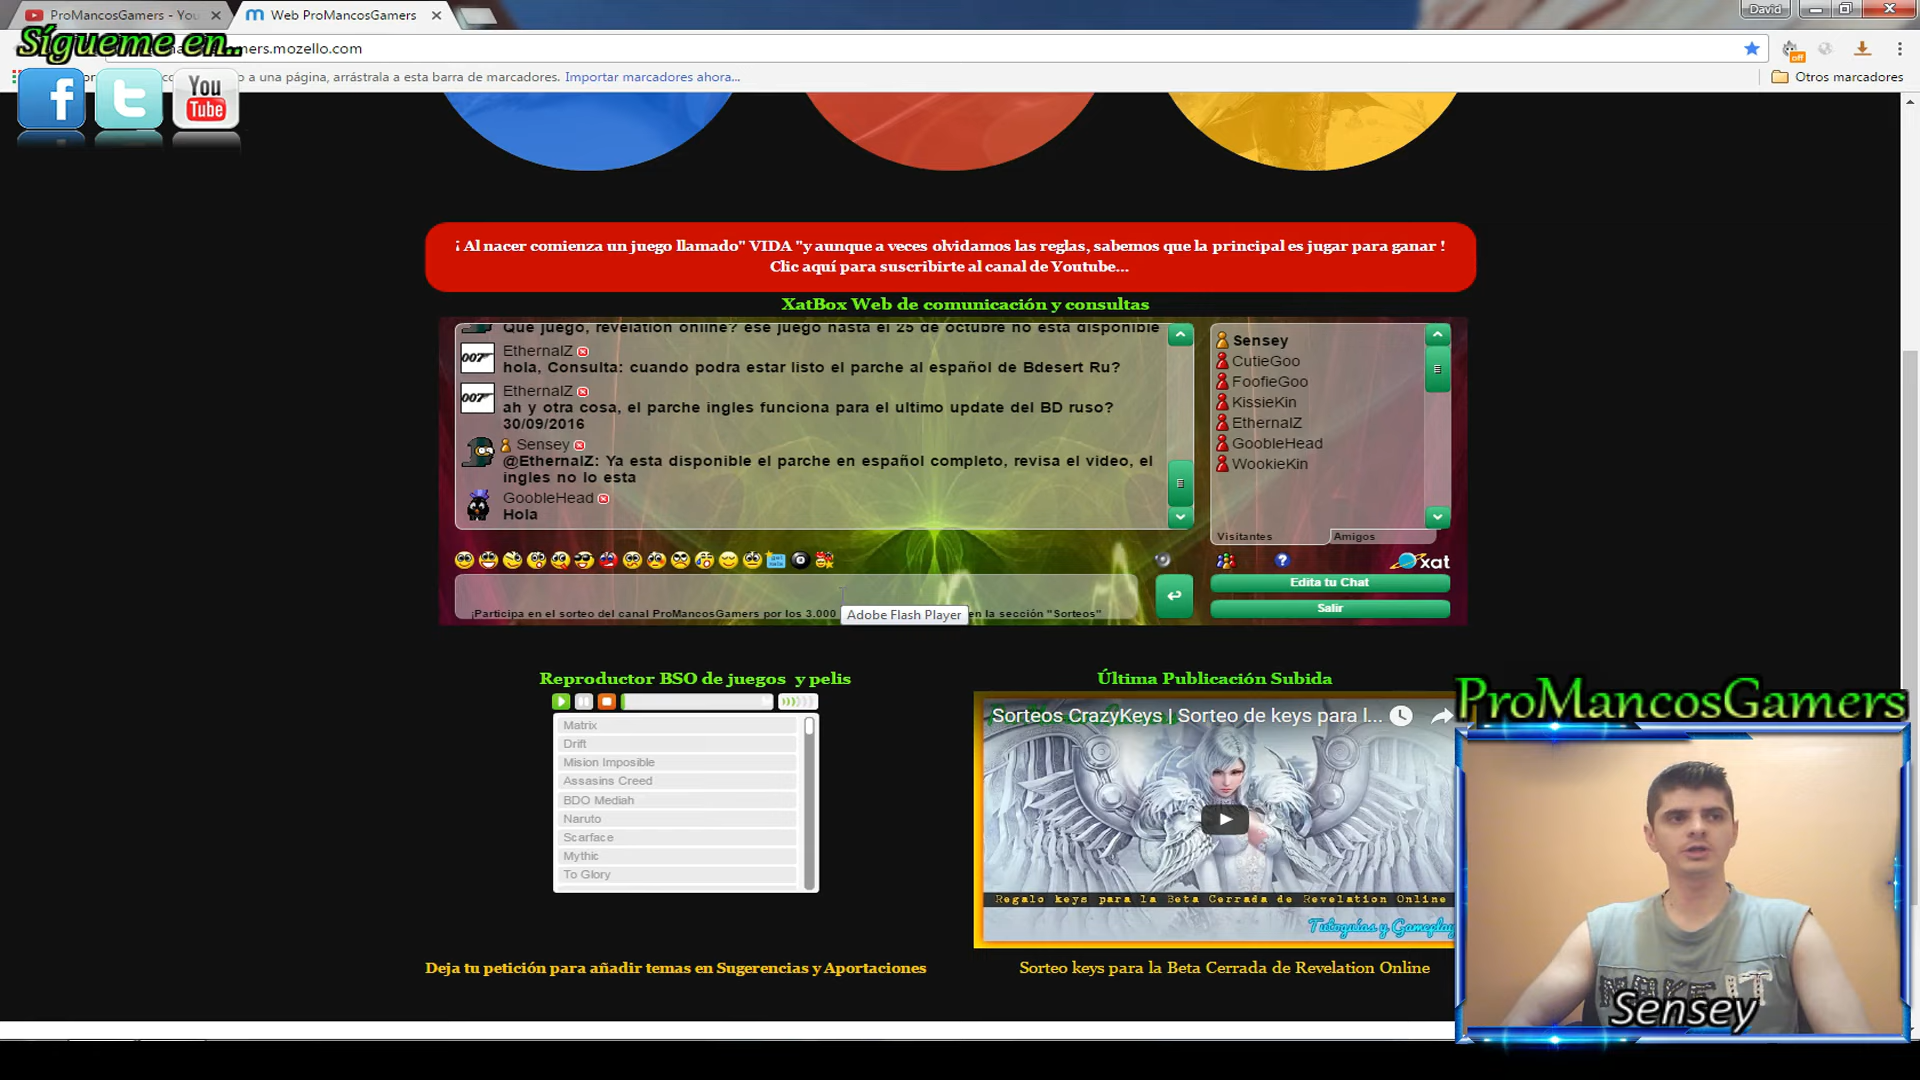 ProMancosGamers - You
Web ProMancosGamers
David
Sígueme en..
mers.mozello.com
o a una página, arrástrala a esta barra de marcadores.
Importar marcadores ahora...
Otros marcadores
off
f
t
You
Tube
¡ Al nacer comienza un juego llamado" VIDA "y aunque a veces olvidamos las reglas, sabemos que la principal es jugar para ganar !
Clic aquí para suscribirte al canal de Youtube...
XatBox Web de comunicación y consultas
Que juego, revelation online? ese juego hasta el 25 de octubre no esta disponible
EthernalZ
007
hola, Consulta: cuando podra estar listo el parche al español de Bdesert Ru?
EthernalZ
007
ah y otra cosa, el parche ingles funciona para el ultimo update del BD ruso?
30/09/2016
Sensey
@EthernalZ: Ya esta disponible el parche en español completo, revisa el video, el
ingles no lo esta
GoobleHead
Hola
Sensey
CutieGoo
FoofieGoo
KissieKin
EthernalZ
GoobleHead
WookieKin
Visitantes
Amigos
xat
Edita tu Chat
Salir
¡Participa en el sorteo del canal ProMancosGamers por los 3.000
en la sección "Sorteos"
Adobe Flash Player
Reproductor BSO de juegos y pelis
Matrix
Drift
Mision Imposible
Assasins Creed
BDO Mediah
Naruto
Scarface
Mythic
To Glory
Deja tu petición para añadir temas en Sugerencias y Aportaciones
Última Publicación Subida
Sorteos CrazyKeys | Sorteo de keys para l...
Regalo keys para la Beta Cerrada de Revelation Online
Tutoguías y Gameplay
Sorteo keys para la Beta Cerrada de Revelation Online
ProMancosGamers
MAKE IT
Sensey